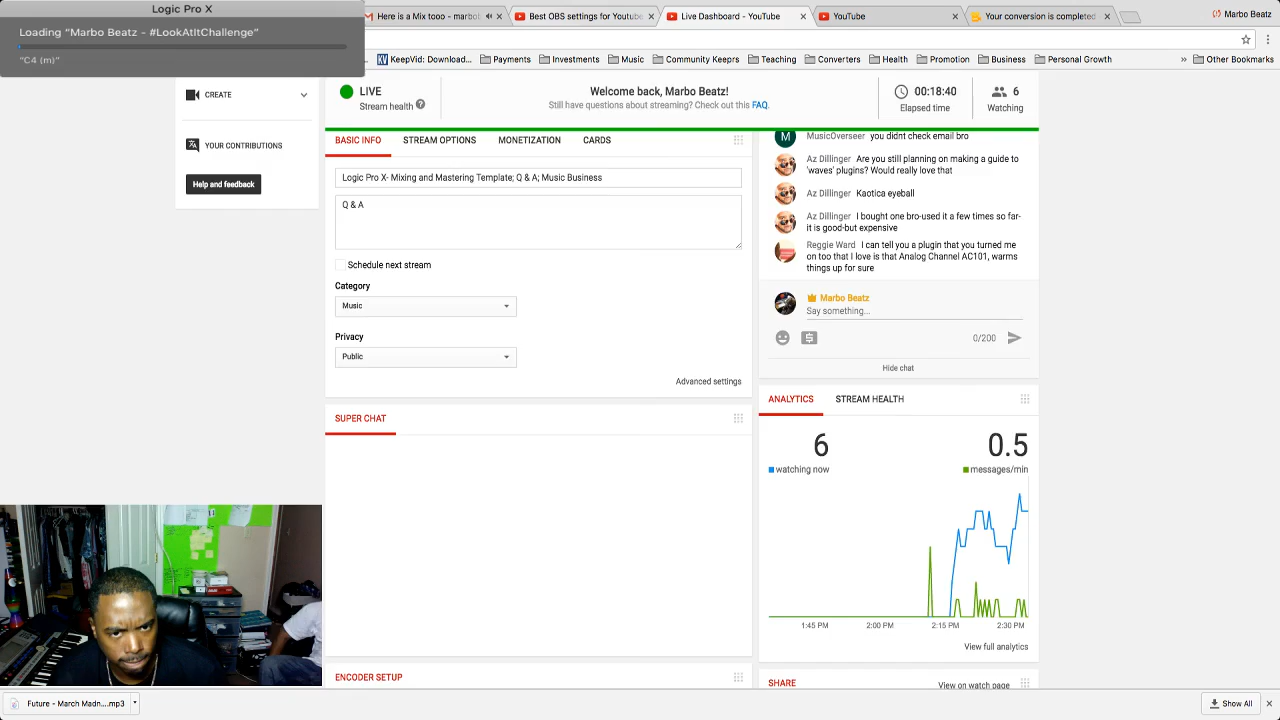 Logic Pro X
Loading “Marbo Beatz - #LookAtItChallenge”
“C4 (m)”
Here is a Mix tooo - marbot
Best OBS settings for Youtube
Live Dashboard - YouTube
YouTube
Your conversion is completed
Marbo Beatz
KeepVid: Download...
Payments
Investments
Music
Community Keeps
Teaching
Converters
Health
Promotion
Business
Personal Growth
»
Other Bookmarks
CREATE
YOUR CONTRIBUTIONS
Help and feedback
LIVE
Stream health ?
Welcome back, Marbo Beatz!
Still have questions about streaming? Check out this FAQ.
00:18:40
Elapsed time
6
Watching
BASIC INFO
STREAM OPTIONS
MONETIZATION
CARDS
Logic Pro X- Mixing and Mastering Template; Q & A; Music Business
Q & A
Schedule next stream
Category
Music
Privacy
Public
Advanced settings
SUPER CHAT
ENCODER SETUP
M
MusicOverseer you didnt check email bro
Az Dillinger Are you still planning on making a guide to
'waves' plugins? Would really love that
Az Dillinger Kaotica eyeball
Az Dillinger I bought one bro-used it a few times so far-
it is good-but expensive
Reggie Ward I can tell you a plugin that you turned me
on too that I love is that Analog Channel AC101, warms
things up for sure
Marbo Beatz
Say something...
0/200
Hide chat
ANALYTICS
STREAM HEALTH
6
watching now
0.5
messages/min
1:45 PM
2:00 PM
2:15 PM
2:30 PM
View full analytics
SHARE
View on watch page
Future - March Madn....mp3
Show All